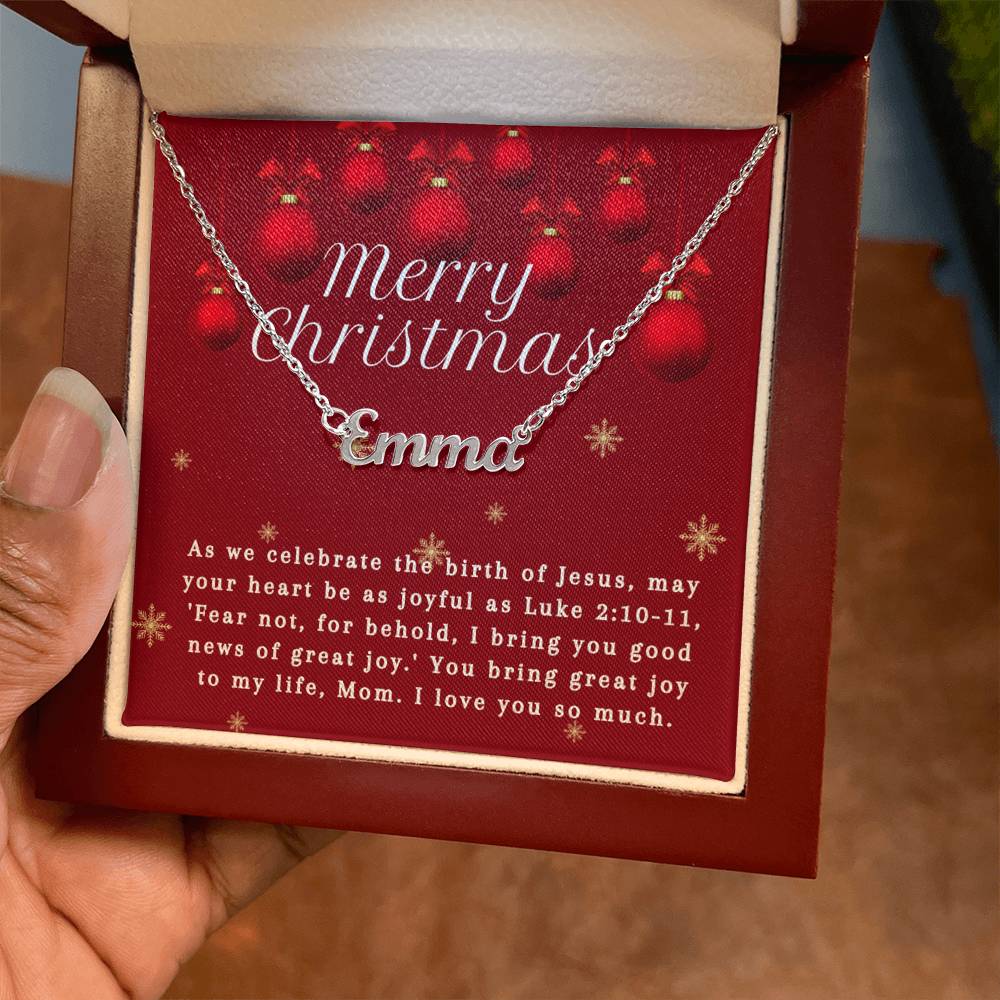 Merry
Christmas
Emma
As we celebrate the birth of Jesus, may
your heart be as joyful as Luke 2:10-11,
'Fear not, for behold, I bring you good
news of great joy.' You bring great joy
to my life, Mom. I love you so much.